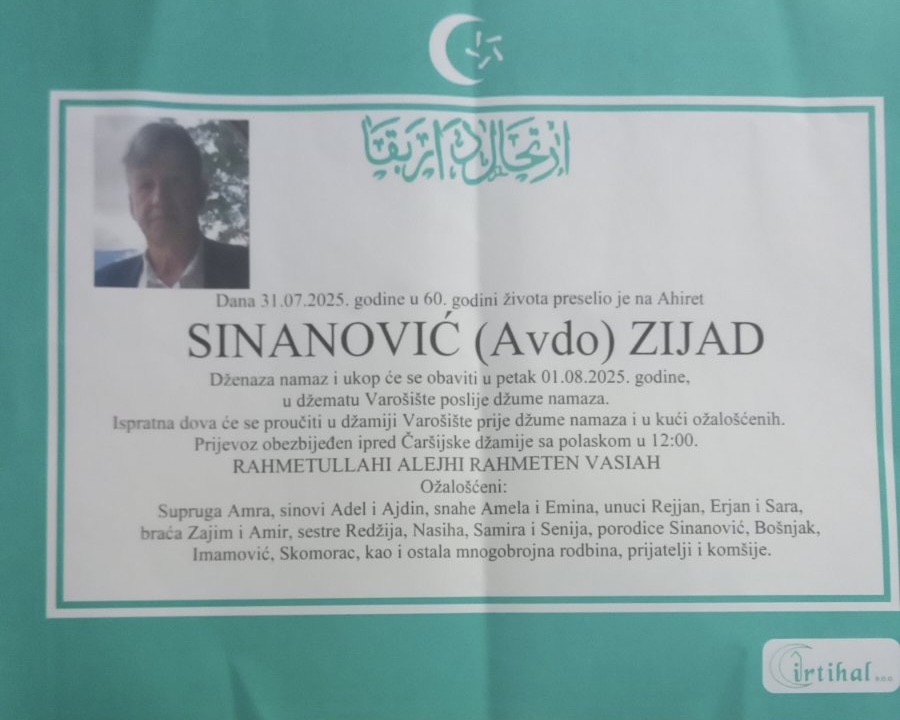 ارتحال دار بقا
Dana 31.07.2025. godine u 60. godini života preselio je na Ahiret
SINANOVIĆ (Avdo) ZIJAD
Dženaza namaz i ukop će se obaviti u petak 01.08.2025. godine,
u džematu Varošište poslije džume namaza.
Ispratna dova će se proučiti u džamiji Varošište prije džume namaza i u kući ožalošćenih.
Prijevoz obezbijeđen ispred Čaršijske džamije sa polaskom u 12:00.
RAHMETULLAHI ALEJHI RAHMETEN VASIAH
Ožalošćeni:
Supruga Amra, sinovi Adel i Ajdin, snahe Amela i Emina, unuci Rejjan, Erjan i Sara,
braća Zajim i Amir, sestre Redžija, Nasiha, Samira i Senija, porodice Sinanović, Bošnjak,
Imamović, Skomorac, kao i ostala mnogobrojna rodbina, prijatelji i komšije.
irtihal